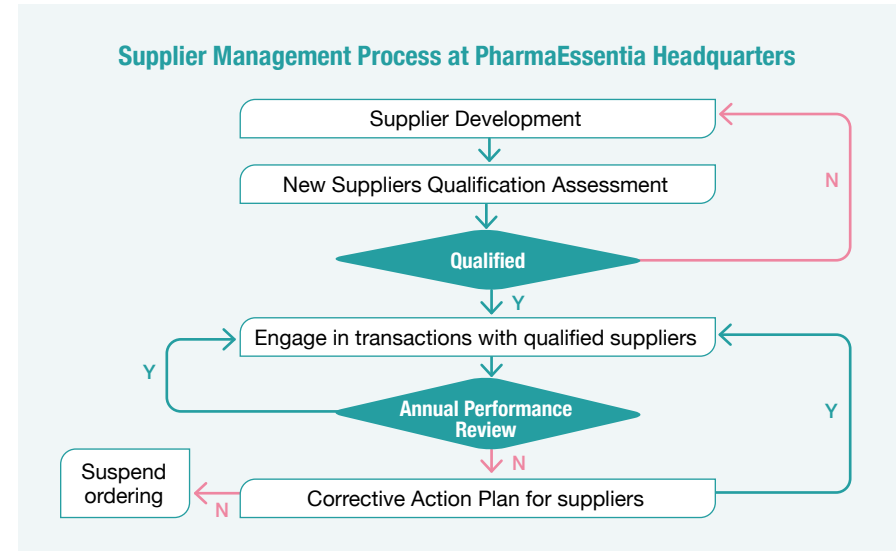 Supplier Management Process at PharmaEssentia Headquarters
Supplier Development
New Suppliers Qualification Assessment
N
Qualified
Y
Engage in transactions with qualified suppliers
Y
Annual Performance
Review
Y
N
Suspend
ordering
N
Corrective Action Plan for suppliers